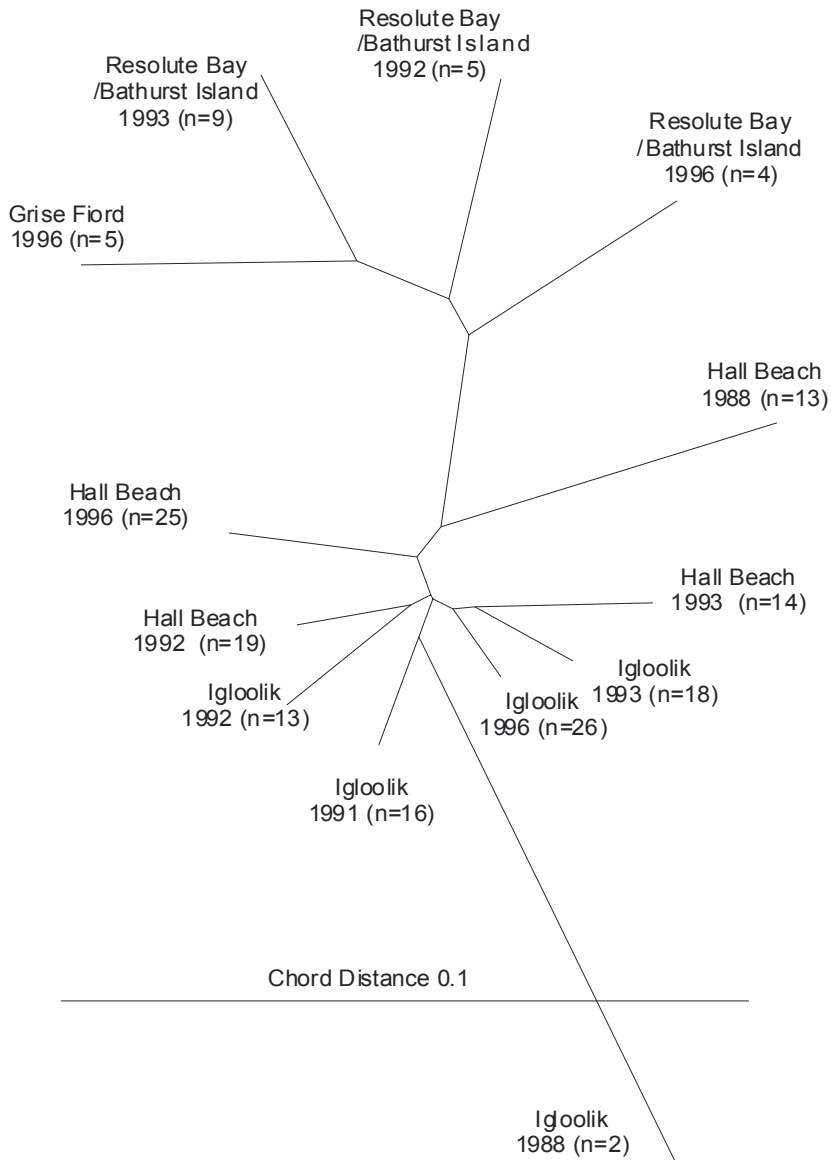 Resolute Bay
/Bathurst Island
1992 (n=5)
Resolute Bay
/Bathurst Island
1993 (n=9)
Resolute Bay
/Bathurst Island
1996 (n=4)
Grise Fiord
1996 (n=5)
Hall Beach
1988 (n=13)
Hall Beach
1996 (n=25)
Hall Beach
1993 (n=14)
Hall Beach
1992 (n=19)
Igloolik
1993 (n=18)
Igloolik
1992 (n=13)
Igloolik
1996 (n=26)
Igloolik
1991 (n=16)
Chord Distance 0.1
Igloolik
1988 (n=2)